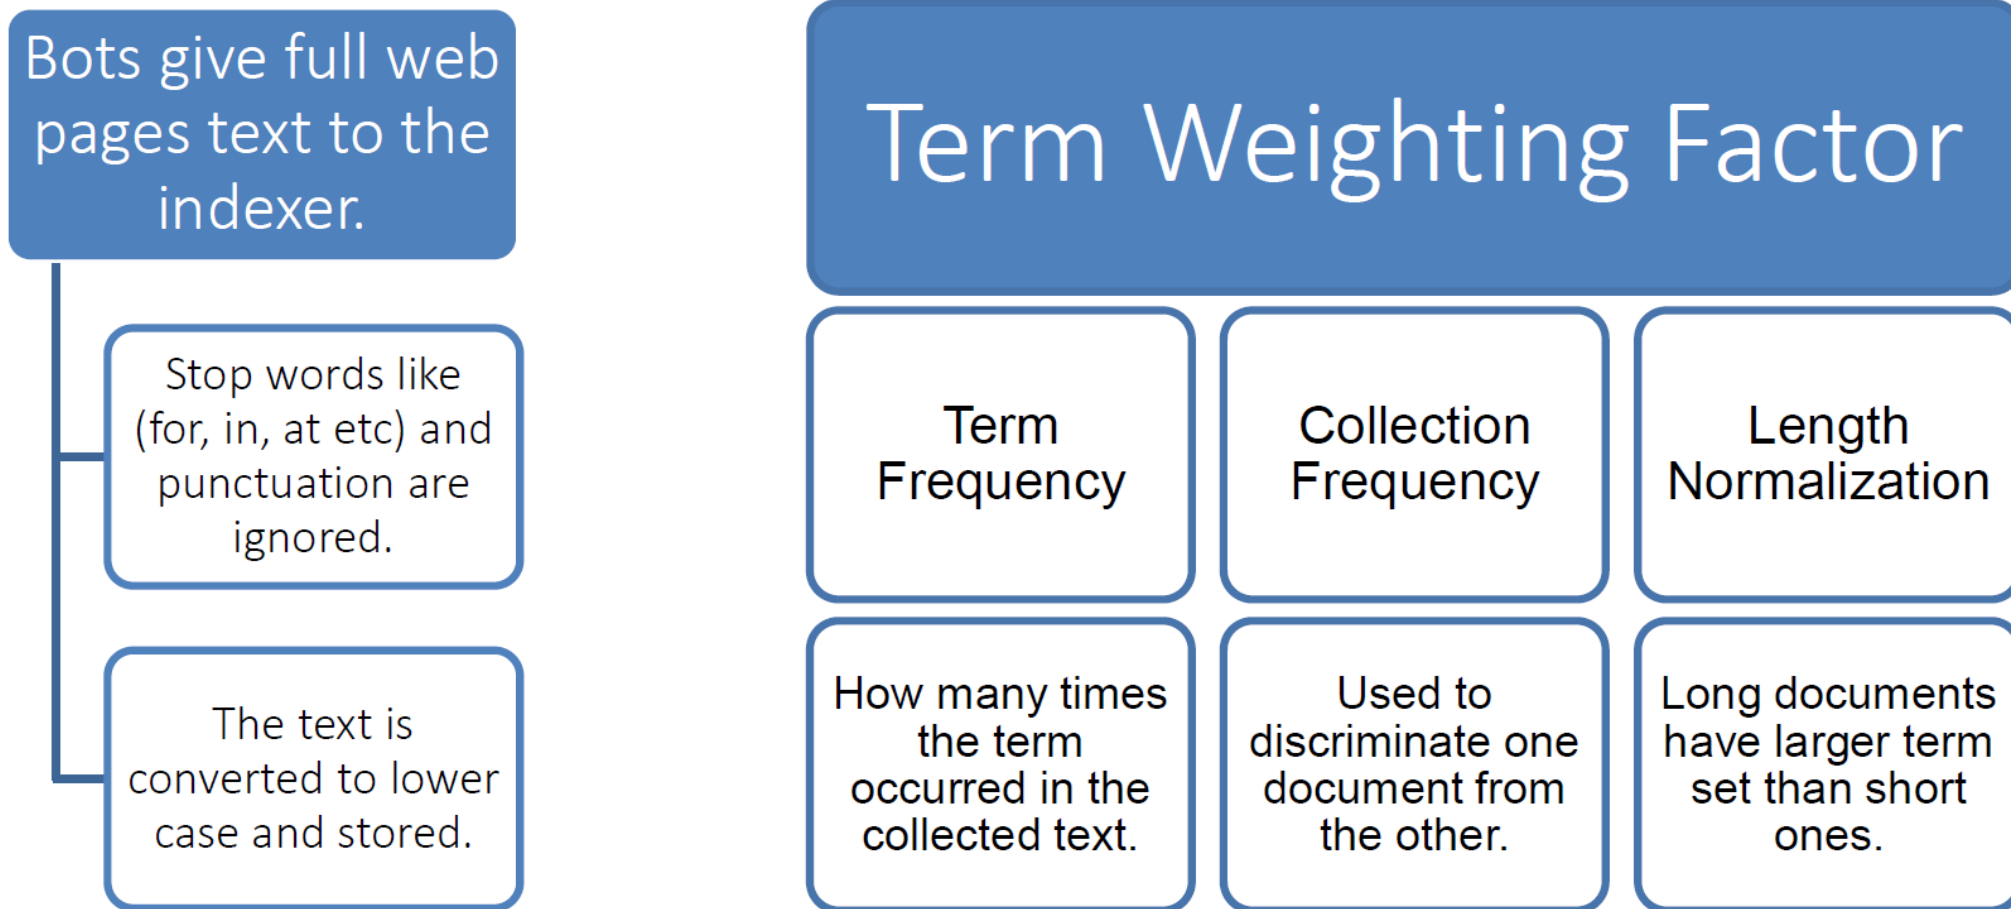 Bots give full web
pages text to the
indexer.
Stop words like
(for, in, at etc) and
punctuation are
ignored.
The text is
converted to lower
case and stored.
Term Weighting Factor
Term
Frequency
Collection
Frequency
Length
Normalization
How many times
the term
occurred in the
collected text.
Used to
discriminate one
document from
the other.
Long documents
have larger term
set than short
ones.